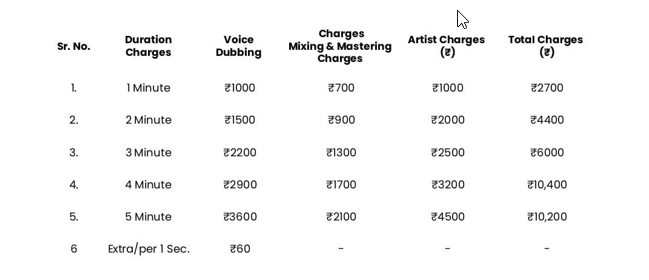 Sr. No. Duration Charges Voice Dubbing Charges Mixing & Mastering Charges Artist Charges (₹) Total Charges (₹)
1. 1 Minute ₹1000 ₹700 ₹1000 ₹2700
2. 2 Minute ₹1500 ₹900 ₹2000 ₹4400
3. 3 Minute ₹2200 ₹1300 ₹2500 ₹6000
4. 4 Minute ₹2900 ₹1700 ₹3200 ₹10,400
5. 5 Minute ₹3600 ₹2100 ₹4500 ₹10,200
6 Extra/per 1 Sec. ₹60 - - -